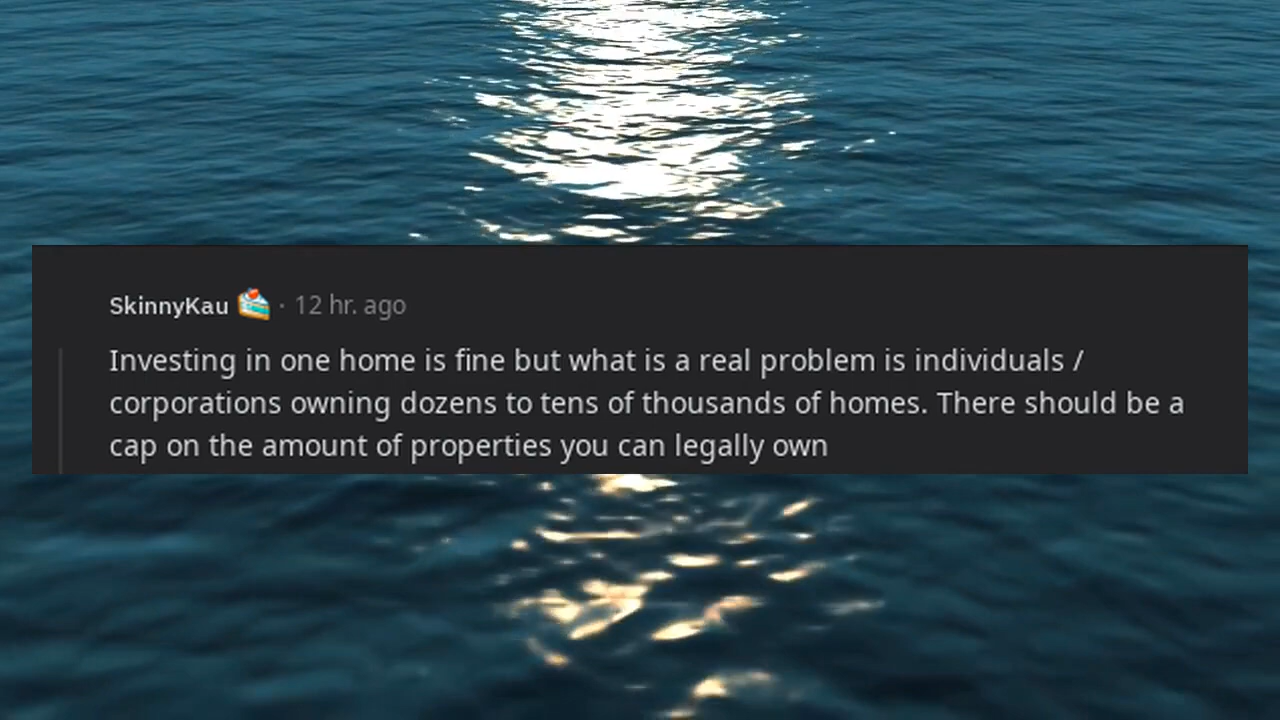 SkinnyKau 🍰 · 12 hr. ago
Investing in one home is fine but what is a real problem is individuals /
corporations owning dozens to tens of thousands of homes. There should be a
cap on the amount of properties you can legally own